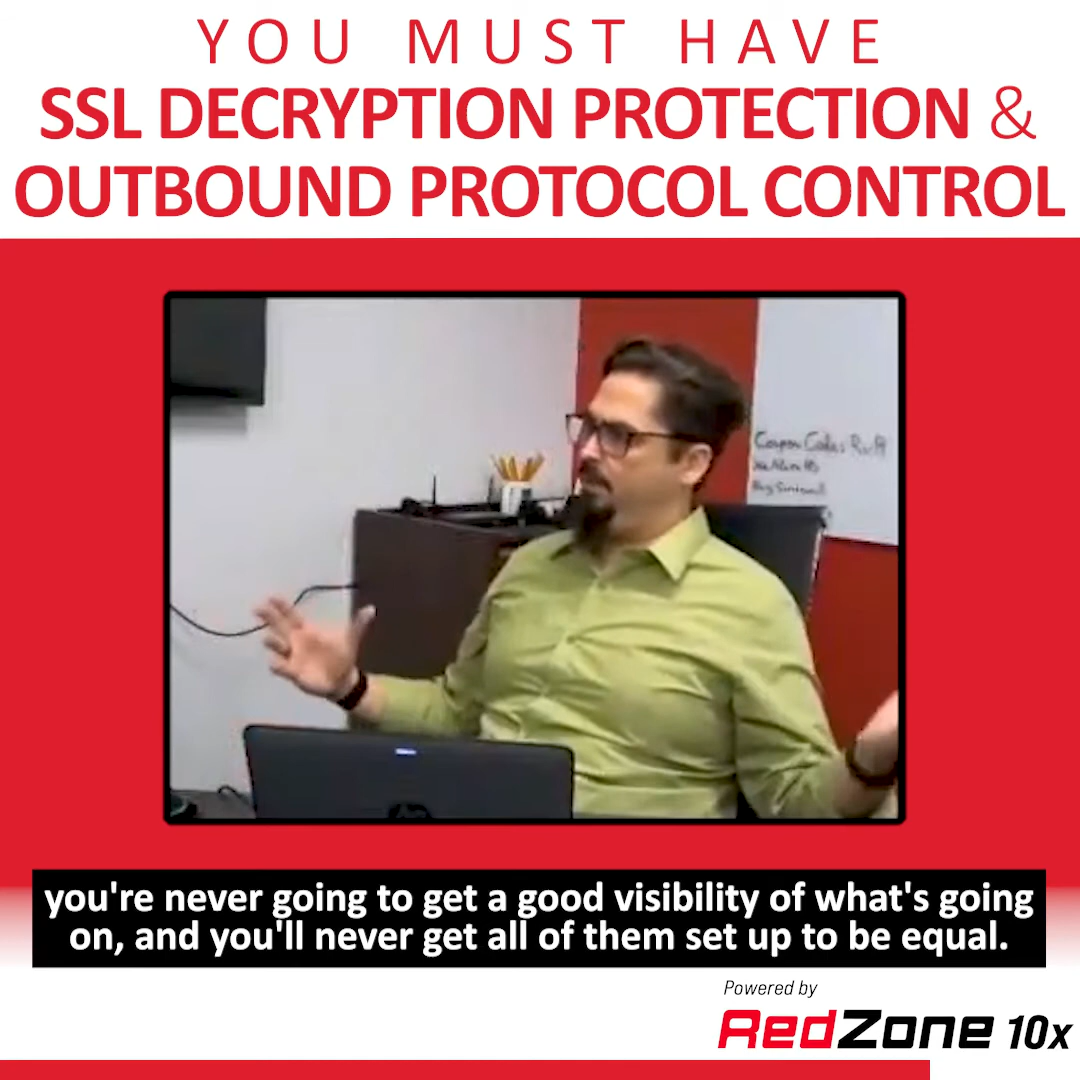 YOU MUST HAVE
SSL DECRYPTION PROTECTION &
OUTBOUND PROTOCOL CONTROL
Coupon Codes
you're never going to get a good visibility of what's going
on, and you'll never get all of them set up to be equal.
Powered by
RedZone 10x